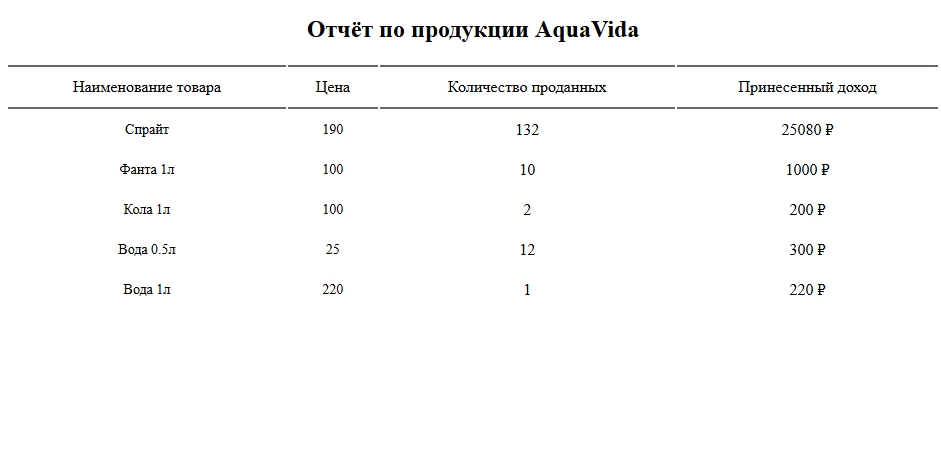 Отчёт по продукции AquaVida
Наименование товара Цена Количество проданных Принесенный доход
Спрайт 190 132 25080 ₽
Фанта 1л 100 10 1000 ₽
Кола 1л 100 2 200 ₽
Вода 0.5л 25 12 300 ₽
Вода 1л 220 1 220 ₽